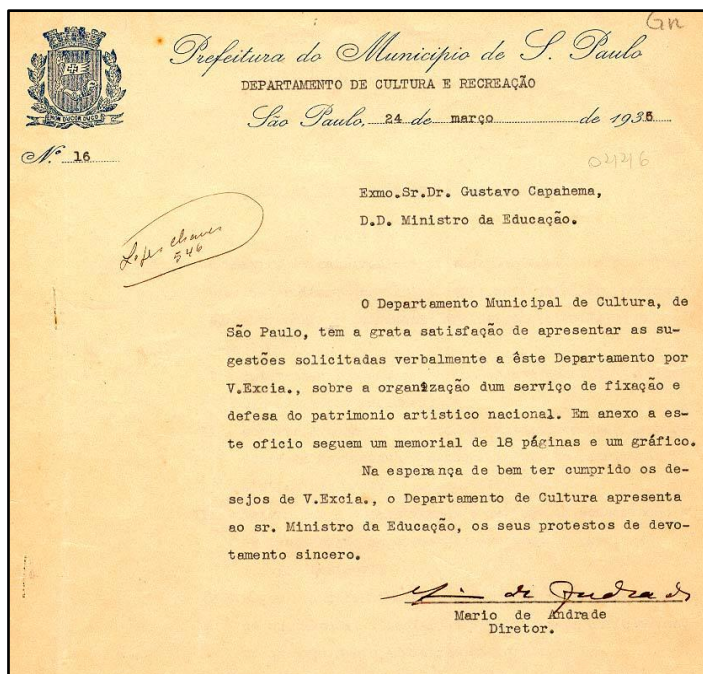 Gn
Prefeitura do Municipio de S. Paulo
DEPARTAMENTO DE CULTURA E RECREAÇÃO
São Paulo, 24 de março de 1936
N.º 16
02126
Exmo.Sr.Dr. Gustavo Capahema,
D.D. Ministro da Educação.
Lopes Chaves
546
O Departamento Municipal de Cultura, de
São Paulo, tem a grata satisfação de apresentar as su-
gestões solicitadas verbalmente a êste Departamento por
V.Excia., sobre a organização dum serviço de fixação e
defesa do patrimonio artistico nacional. Em anexo a es-
te oficio seguem um memorial de 18 páginas e um gráfico.
Na esperança de bem ter cumprido os de-
sejos de V.Excia., o Departamento de Cultura apresenta
ao sr. Ministro da Educação, os seus protestos de devo-
tamento sincero.
Mario de Andrade
Mario de Andrade
Diretor.